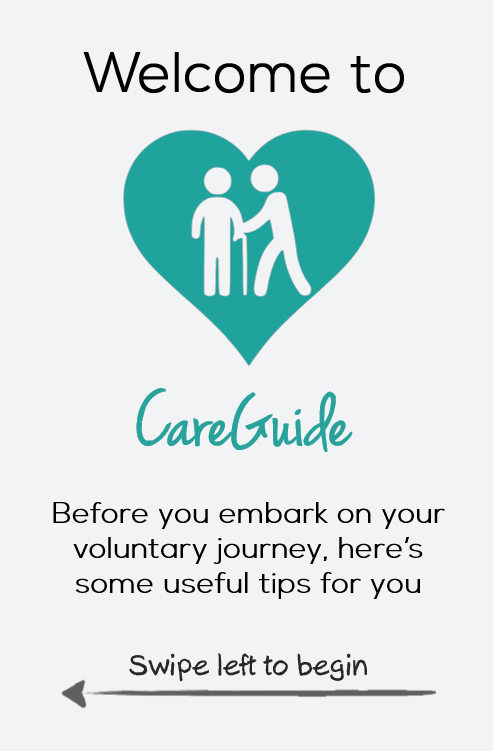 Welcome to
CareGuide
Before you embark on your
voluntary journey, here's
some useful tips for you
Swipe left to begin